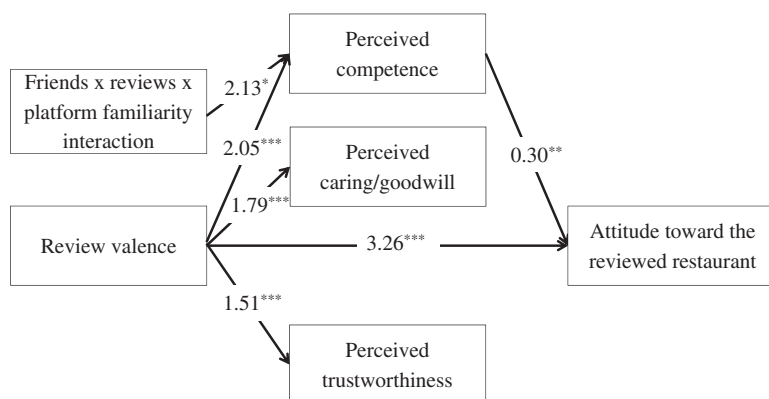 Perceived
competence
Friends x reviews x
platform familiarity
interaction
2.13*
2.05***
Perceived
caring/goodwill
0.30**
1.79***
Review valence
3.26***
Attitude toward the
reviewed restaurant
1.51***
Perceived
trustworthiness